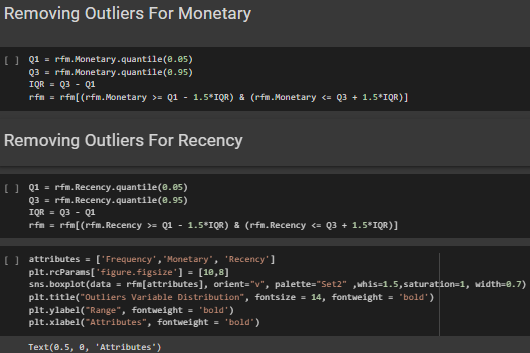 Removing Outliers For Monetary
[ ] Q1 = rfm.Monetary.quantile(0.05)
Q3 = rfm.Monetary.quantile(0.95)
IQR = Q3 - Q1
rfm = rfm[(rfm.Monetary >= Q1 - 1.5*IQR) & (rfm.Monetary <= Q3 + 1.5*IQR)]
Removing Outliers For Recency
[ ] Q1 = rfm.Recency.quantile(0.05)
Q3 = rfm.Recency.quantile(0.95)
IQR = Q3 - Q1
rfm = rfm[(rfm.Recency >= Q1 - 1.5*IQR) & (rfm.Recency <= Q3 + 1.5*IQR)]
[ ] attributes = ['Frequency','Monetary', 'Recency']
plt.rcParams['figure.figsize'] = [10,8]
sns.boxplot(data = rfm[attributes], orient="v", palette="Set2" ,whis=1.5,saturation=1, width=0.7)
plt.title("Outliers Variable Distribution", fontsize = 14, fontweight = 'bold')
plt.ylabel("Range", fontweight = 'bold')
plt.xlabel("Attributes", fontweight = 'bold')
Text(0.5, 0, 'Attributes')